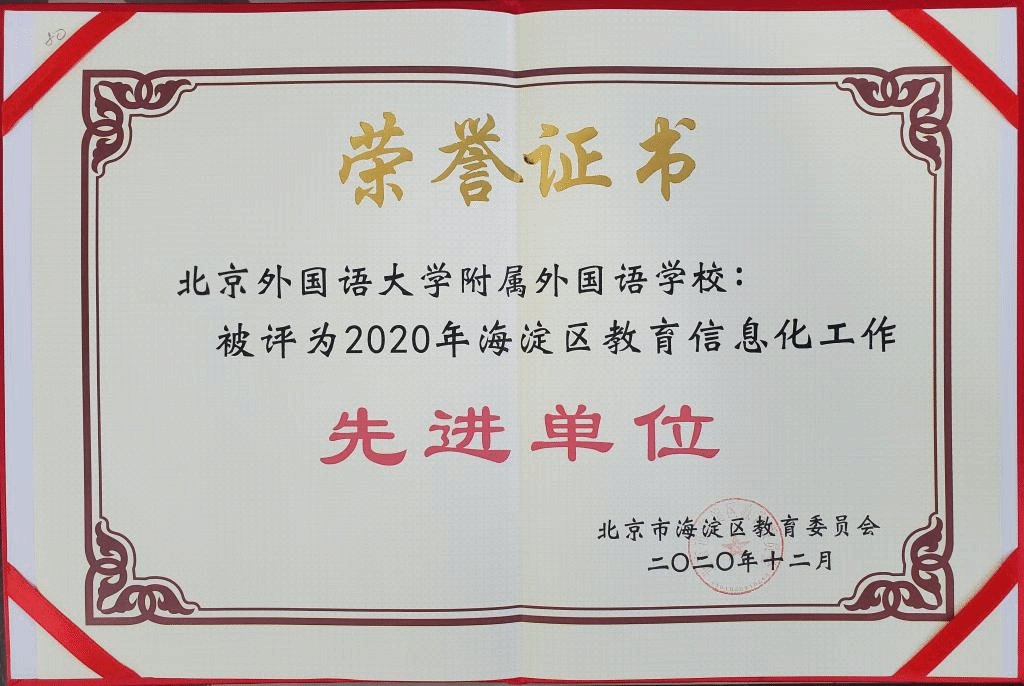 80
荣誉证书
北京外国语大学附属外国语学校：
被评为2020年海淀区教育信息化工作
先进单位
北京市海淀区教育委员会
二〇二〇年十二月